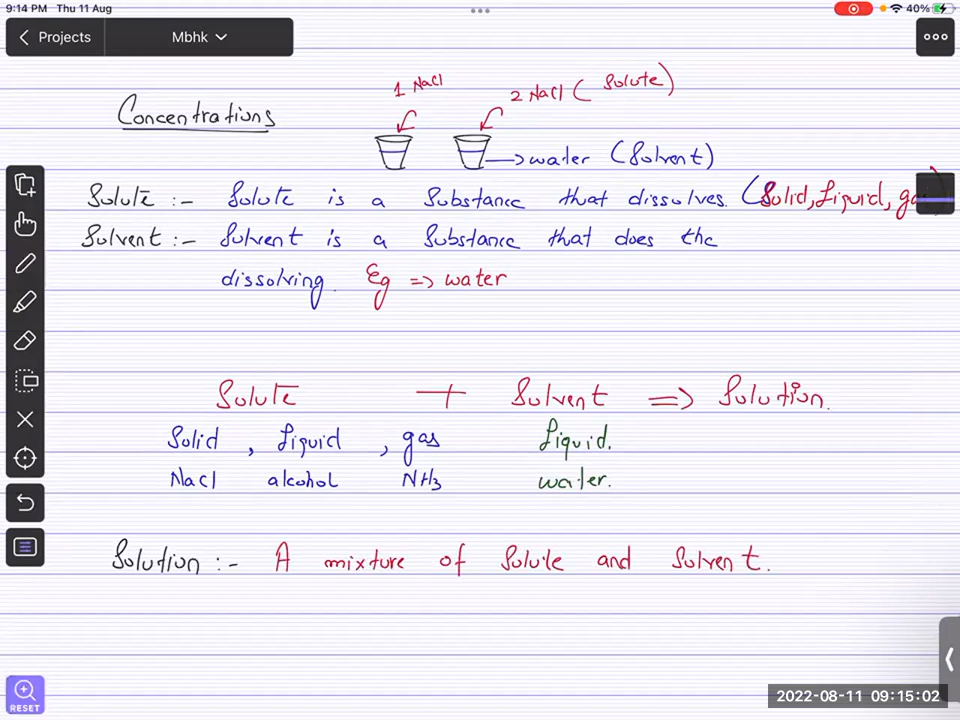 9:14 PM Thu 11 Aug 40%
Projects Mbhk
Concentrations 1 NaCl 2 NaCl (Solute)
water (Solvent)
Solute :- Solute is a Substance that dissolves (Solid, Liquid, gas)
Solvent :- Solvent is a Substance that does the
dissolving. Eg => water
Solute + Solvent => Solution.
Solid, Liquid, gas Liquid.
NaCl alcohol NH3 water.
Solution :- A mixture of Solute and Solvent.
RESET
2022-08-11 09:15:02